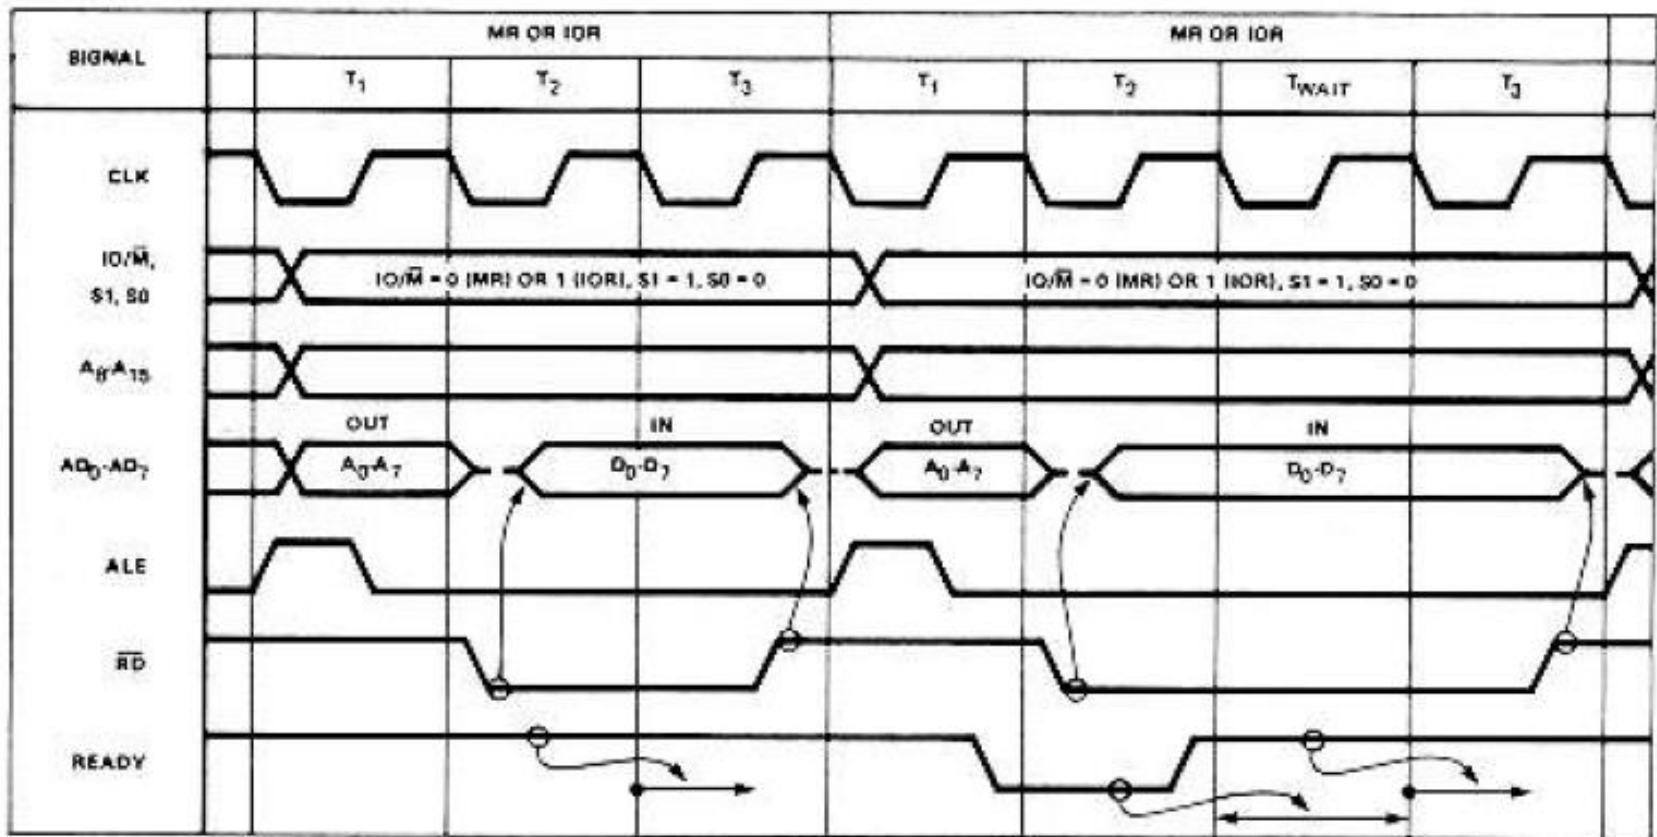 SIGNAL
MR OR IOR
MR OR IOR
T1
T2
T3
T1
T2
TWAIT
T3
CLK
IO/M̅,
S1, S0
IO/M̅ = 0 (MR) OR 1 (IOR), S1 = 1, S0 = 0
IO/M̅ = 0 (MR) OR 1 (IOR), S1 = 1, S0 = 0
A8-A15
OUT
IN
OUT
IN
AD0-AD7
A0-A7
D0-D7
A0-A7
D0-D7
ALE
R̅D̅
READY